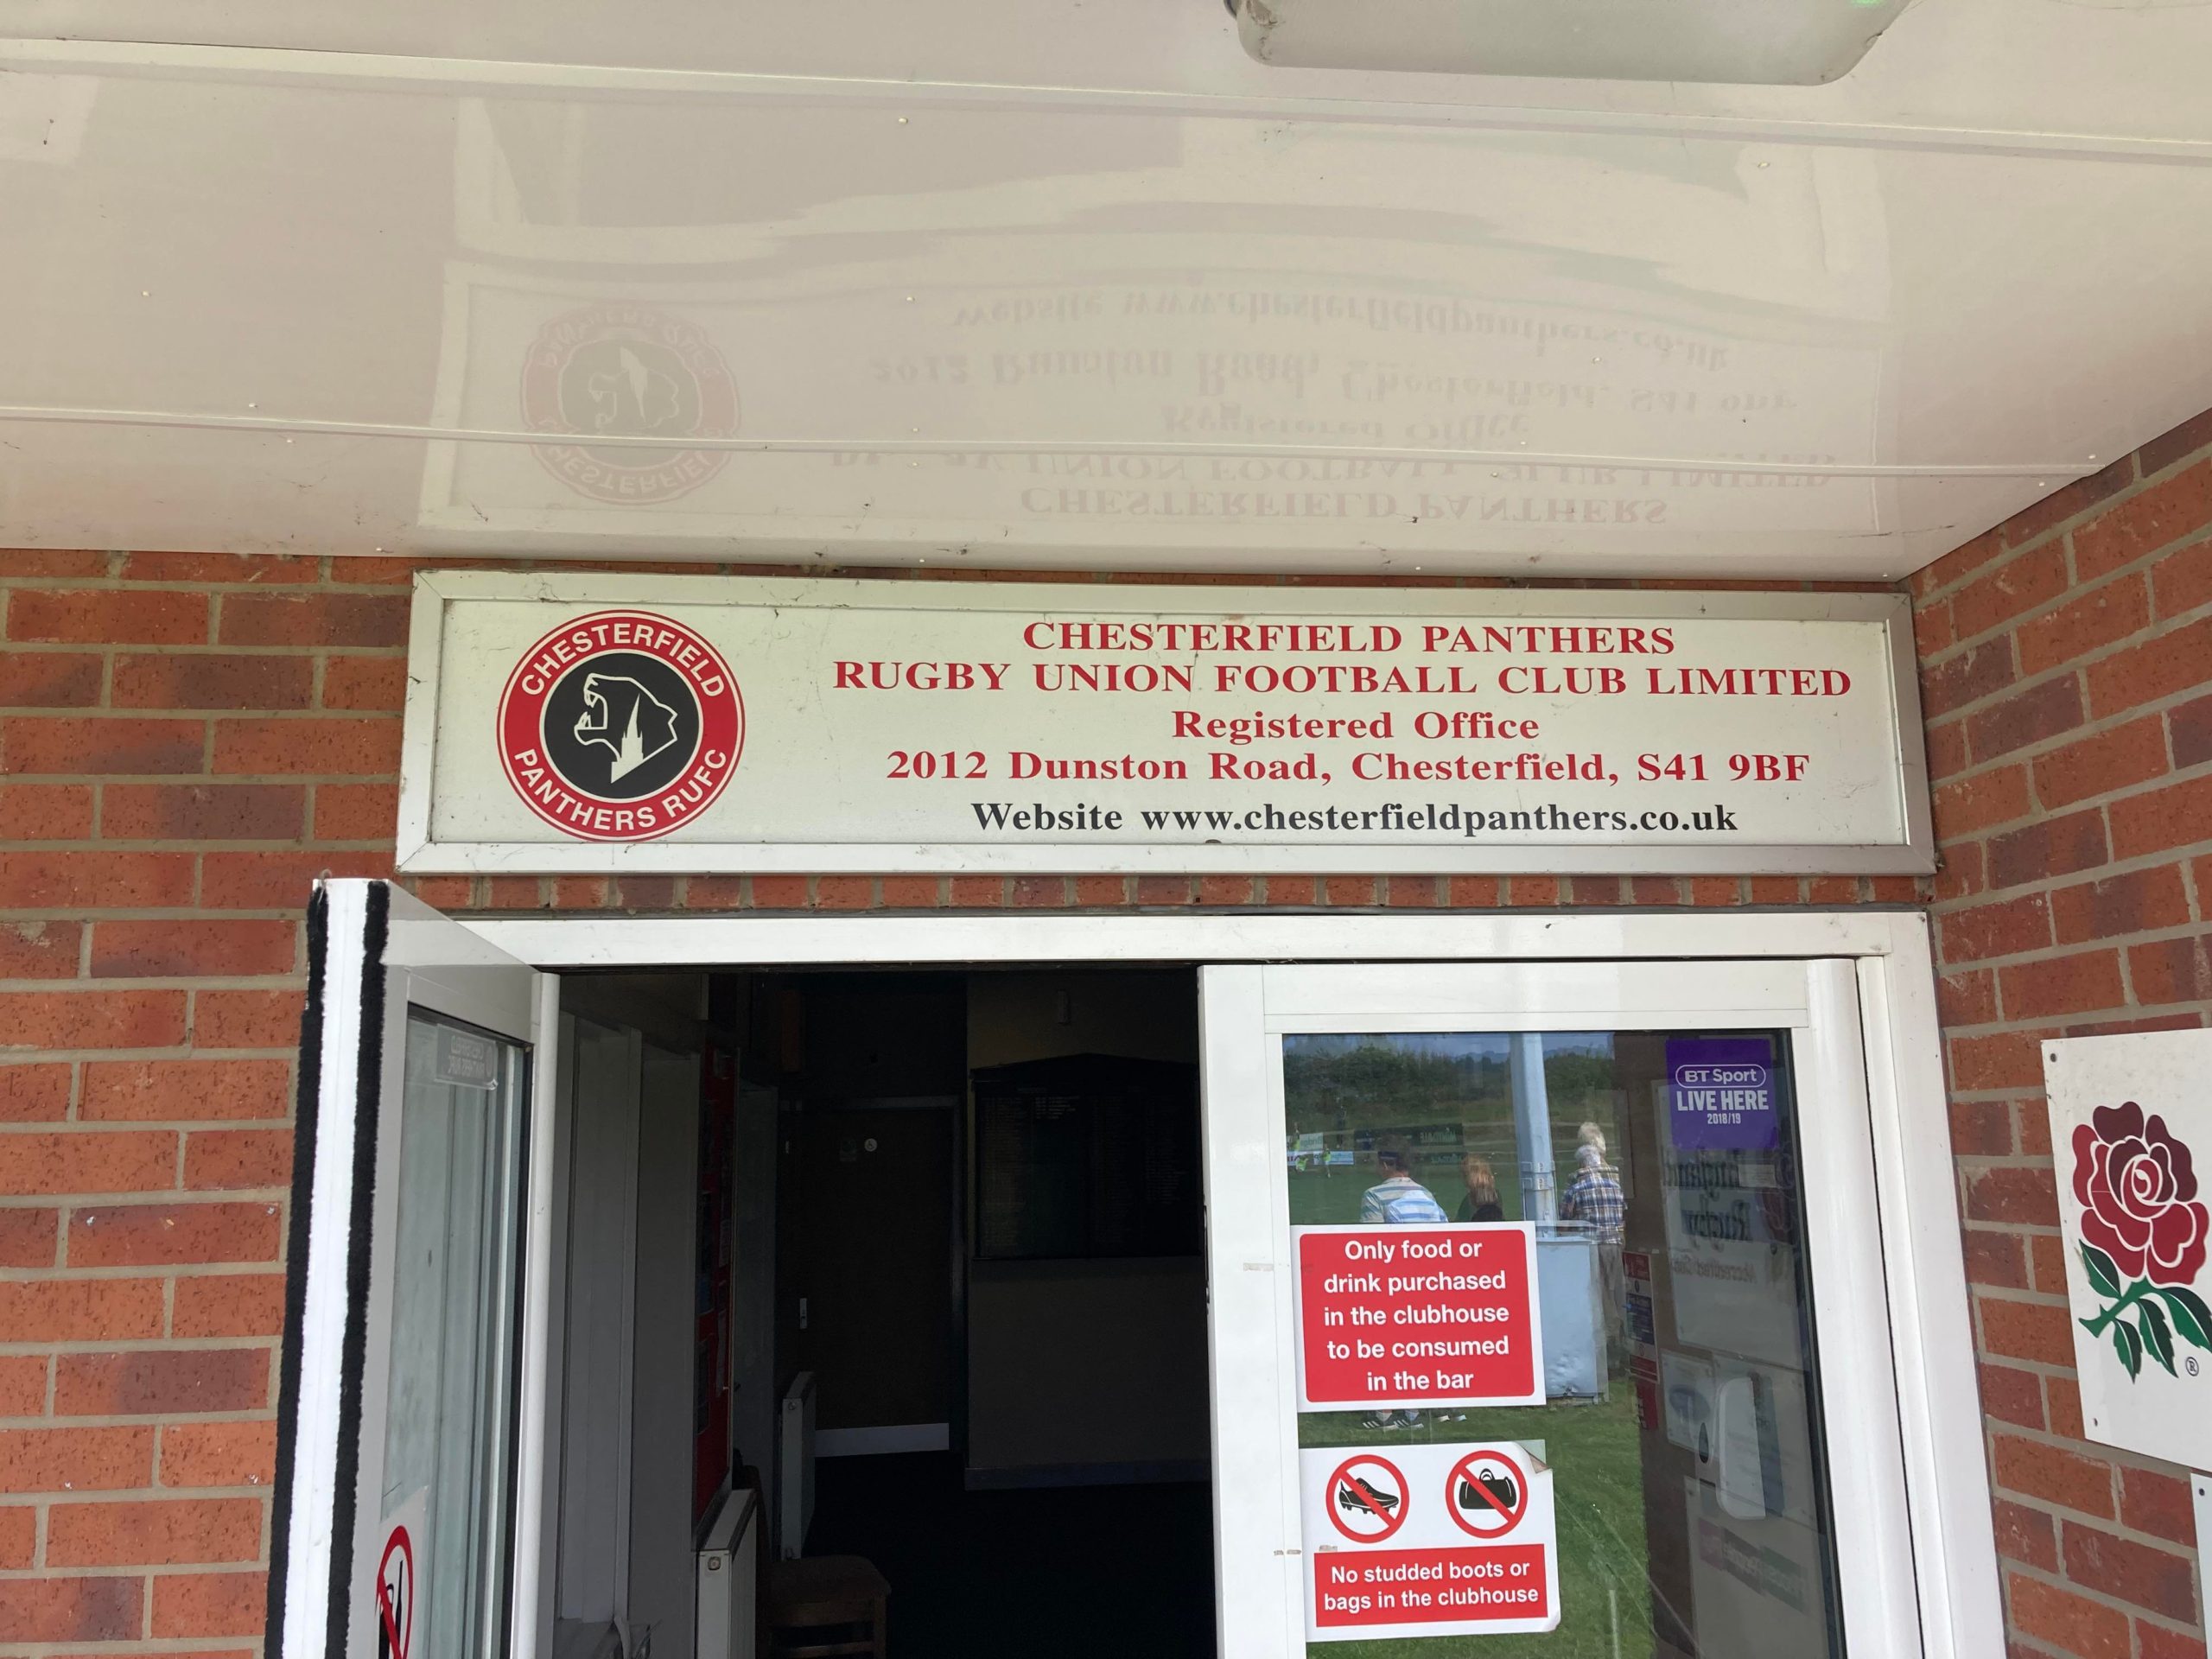 CHESTERFIELD
PANTHERS RUFC
CHESTERFIELD PANTHERS
RUGBY UNION FOOTBALL CLUB LIMITED
Registered Office
2012 Dunston Road, Chesterfield, S41 9BF
Website www.chesterfieldpanthers.co.uk
BT Sport
LIVE HERE
2018/19
England
Rugby
Only food or
drink purchased
in the clubhouse
to be consumed
in the bar
No studded boots or
bags in the clubhouse
®